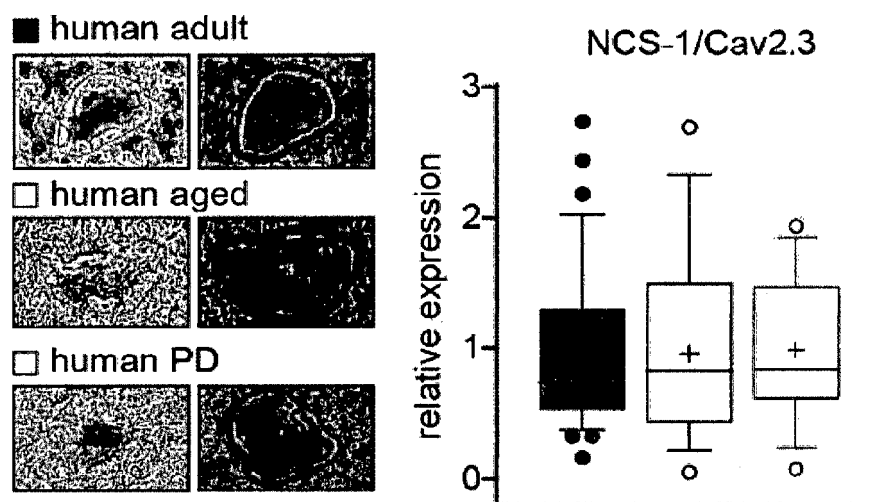 human adult
human aged
human PD
NCS-1/Cav2.3
relative expression
3
2
1
0